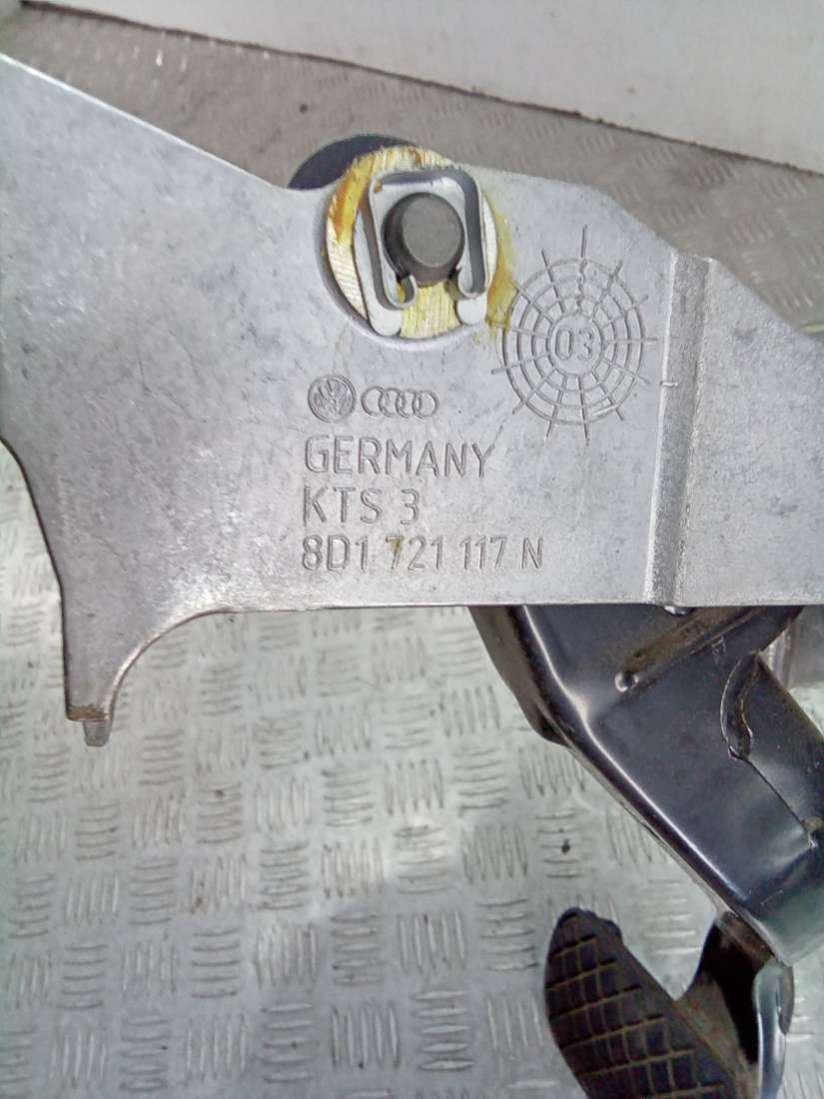 03
GERMANY
KTS 3
8D1 721 117 N